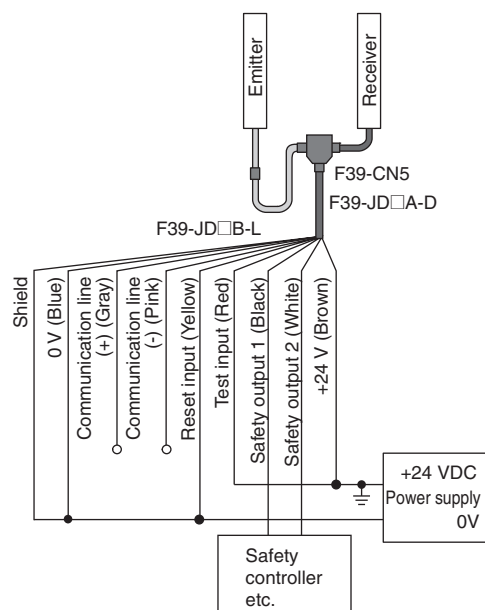 Emitter
Receiver
F39-CN5
F39-JD□A-D
F39-JD□B-L
Shield
0 V (Blue)
Communication line
(+) (Gray)
Communication line
(-) (Pink)
Reset input (Yellow)
Test input (Red)
Safety output 1 (Black)
Safety output 2 (White)
+24 V (Brown)
+24 VDC
Power supply
0V
Safety
controller
etc.